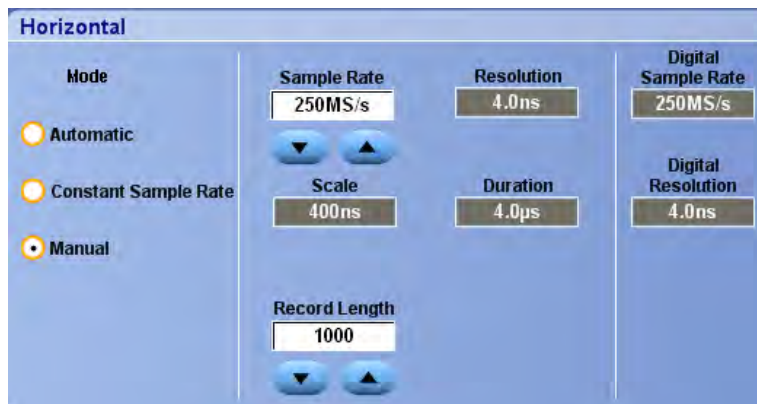 Horizontal
Mode
Automatic
Constant Sample Rate
Manual
Sample Rate
250MS/s
Scale
400ns
Record Length
1000
Resolution
4.0ns
Duration
4.0µs
Digital
Sample Rate
250MS/s
Digital
Resolution
4.0ns